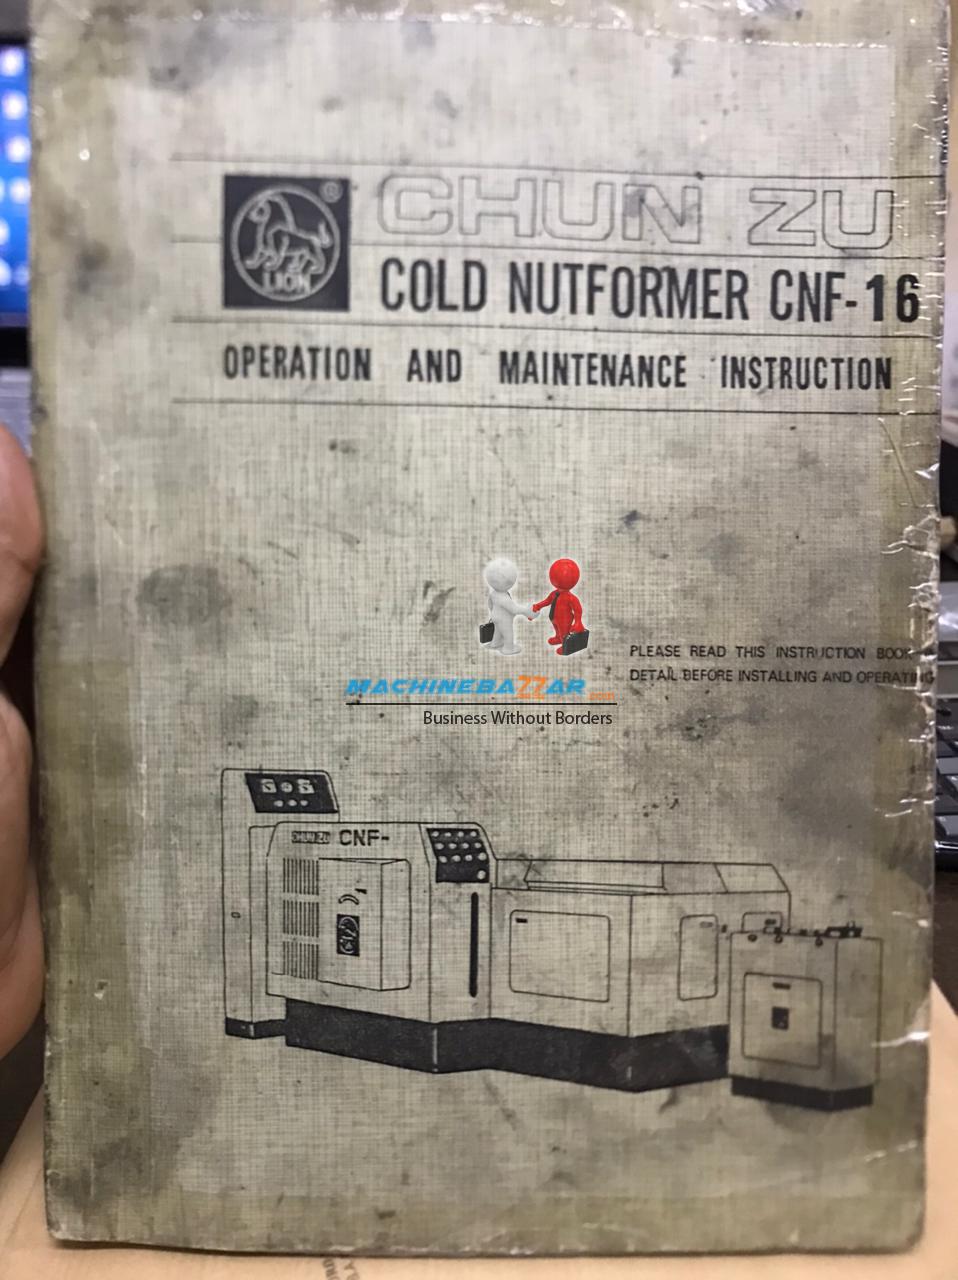 CHUN ZU
LION
®
COLD NUTFORMER CNF-16
OPERATION AND MAINTENANCE INSTRUCTION
PLEASE READ THIS INSTRUCTION BOOK
DETAIL BEFORE INSTALLING AND OPERATING
MACHINEBAZZAR.com
Business Without Borders
CHUN ZU CNF-